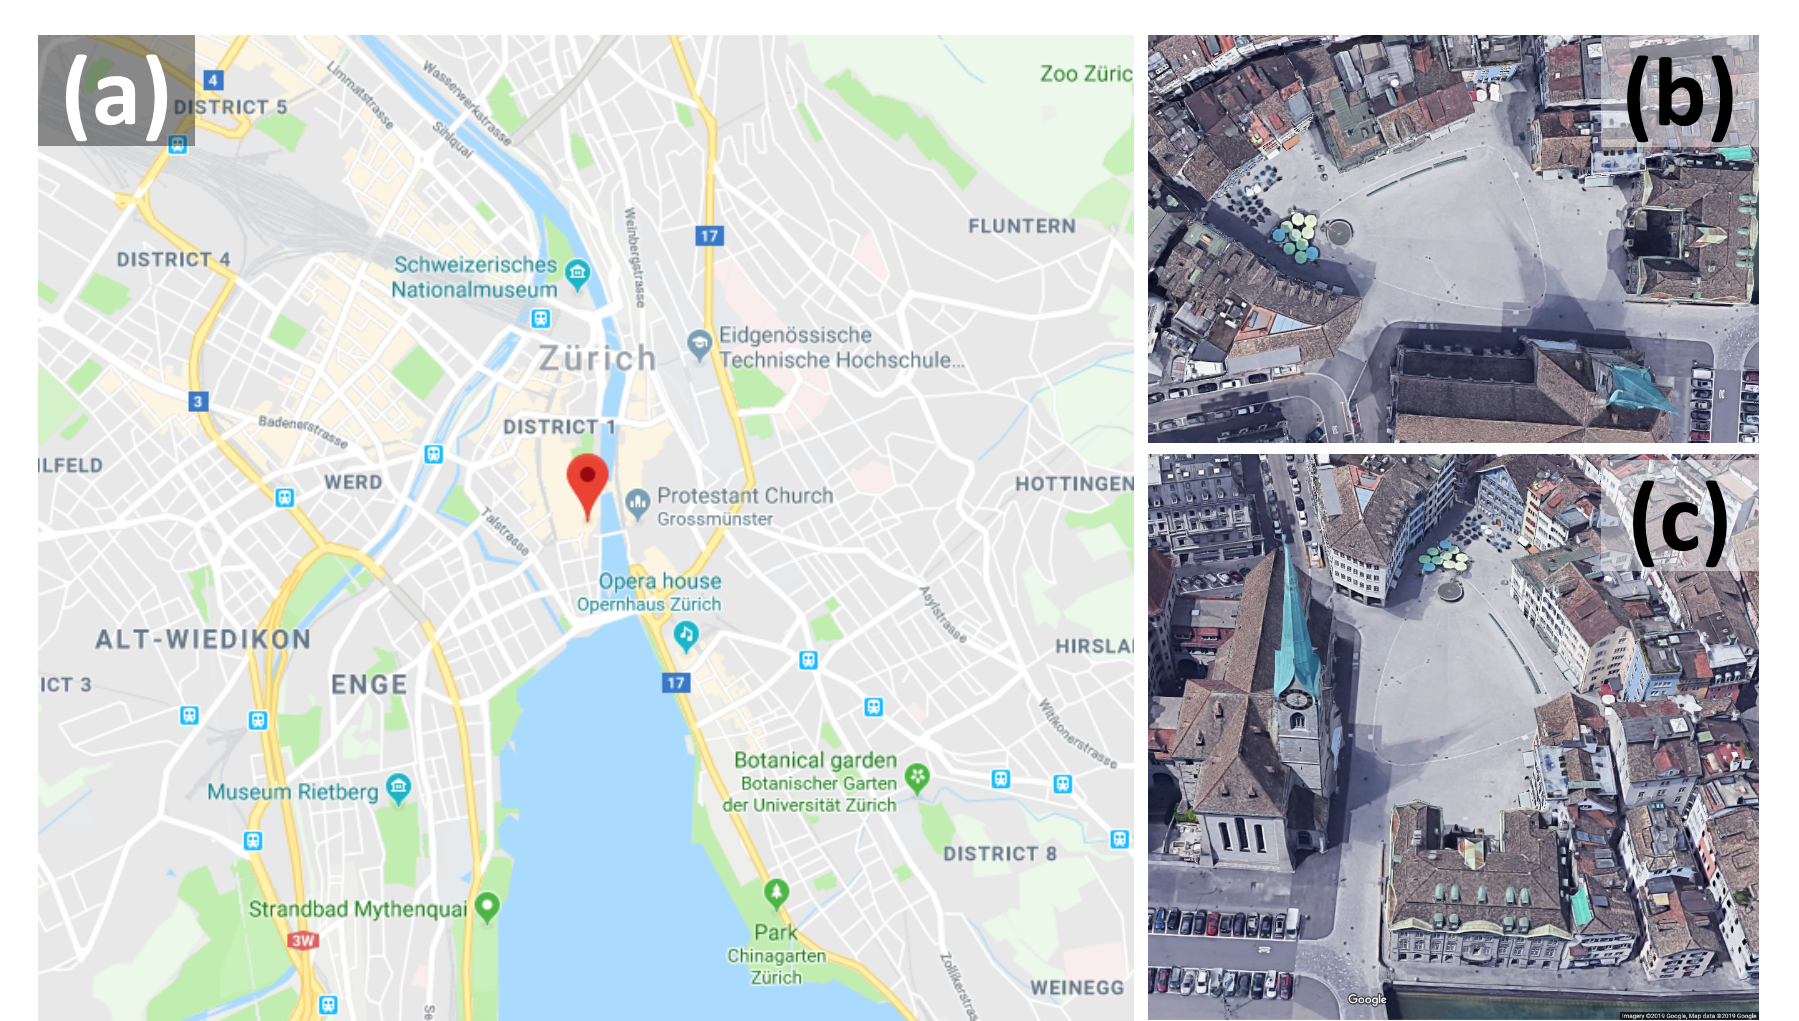 (a)
4
DISTRICT 5
Limmatstrasse
Wasserwerkstrasse
Sihlquai
Zoo Züric
17
Weinbergstrasse
FLUNTERN
DISTRICT 4
Schweizerisches
Nationalmuseum
Zürich
Eidgenössische
Technische Hochschule...
3
Badenerstrasse
DISTRICT 1
ILFELD
WERD
Talstrasse
Protestant Church
Grossmünster
HOTTINGEN
Opera house
Opernhaus Zürich
Asylstrasse
ALT-WIEDIKON
HIRSLA
ICT 3
ENGE
17
Witikonerstrasse
Museum Rietberg
Botanical garden
Botanischer Garten
der Universität Zürich
DISTRICT 8
Strandbad Mythenquai
3W
Park
Chinagarten
Zürich
Zollikerstras
WEINEGG
Se
(b)
(c)
Google
Imagery ©2019 Google, Map data ©2019 Google